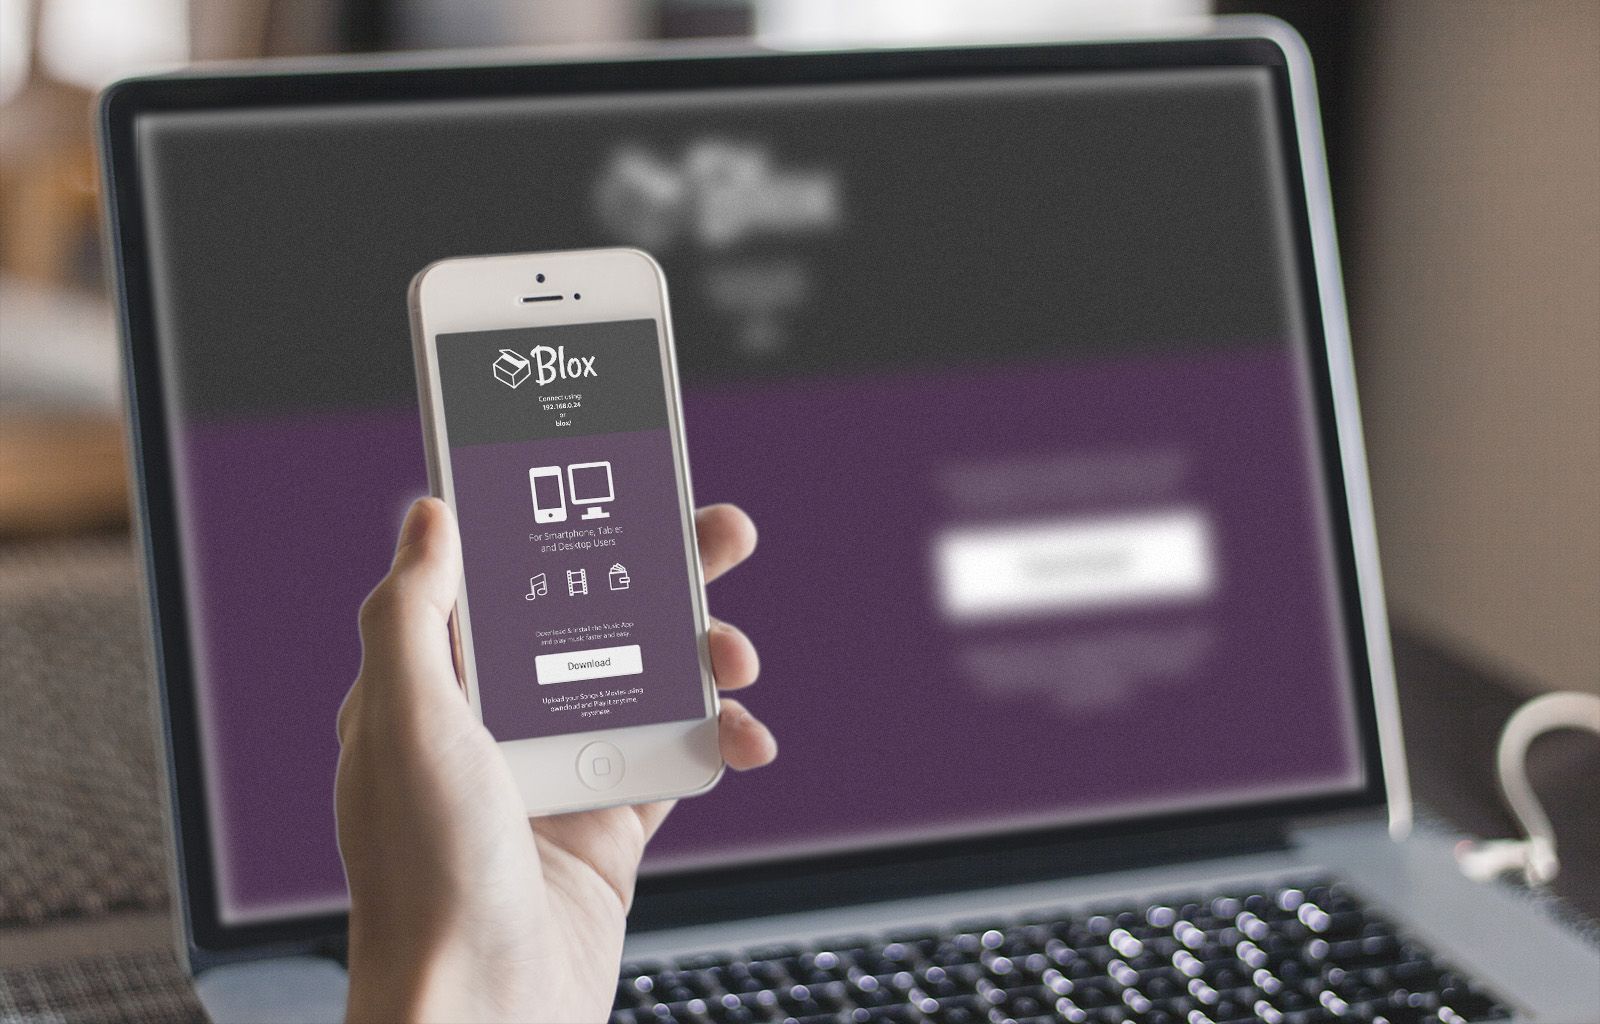 Blox
Connect using:
192.168.0.24
or
blox/
For Smartphone, Tablet
and Desktop Users
Download & Install the Music App
and play music faster and easy.
Download
Upload your Songs & Movies using
owncloud and Play it anytime,
anywhere.